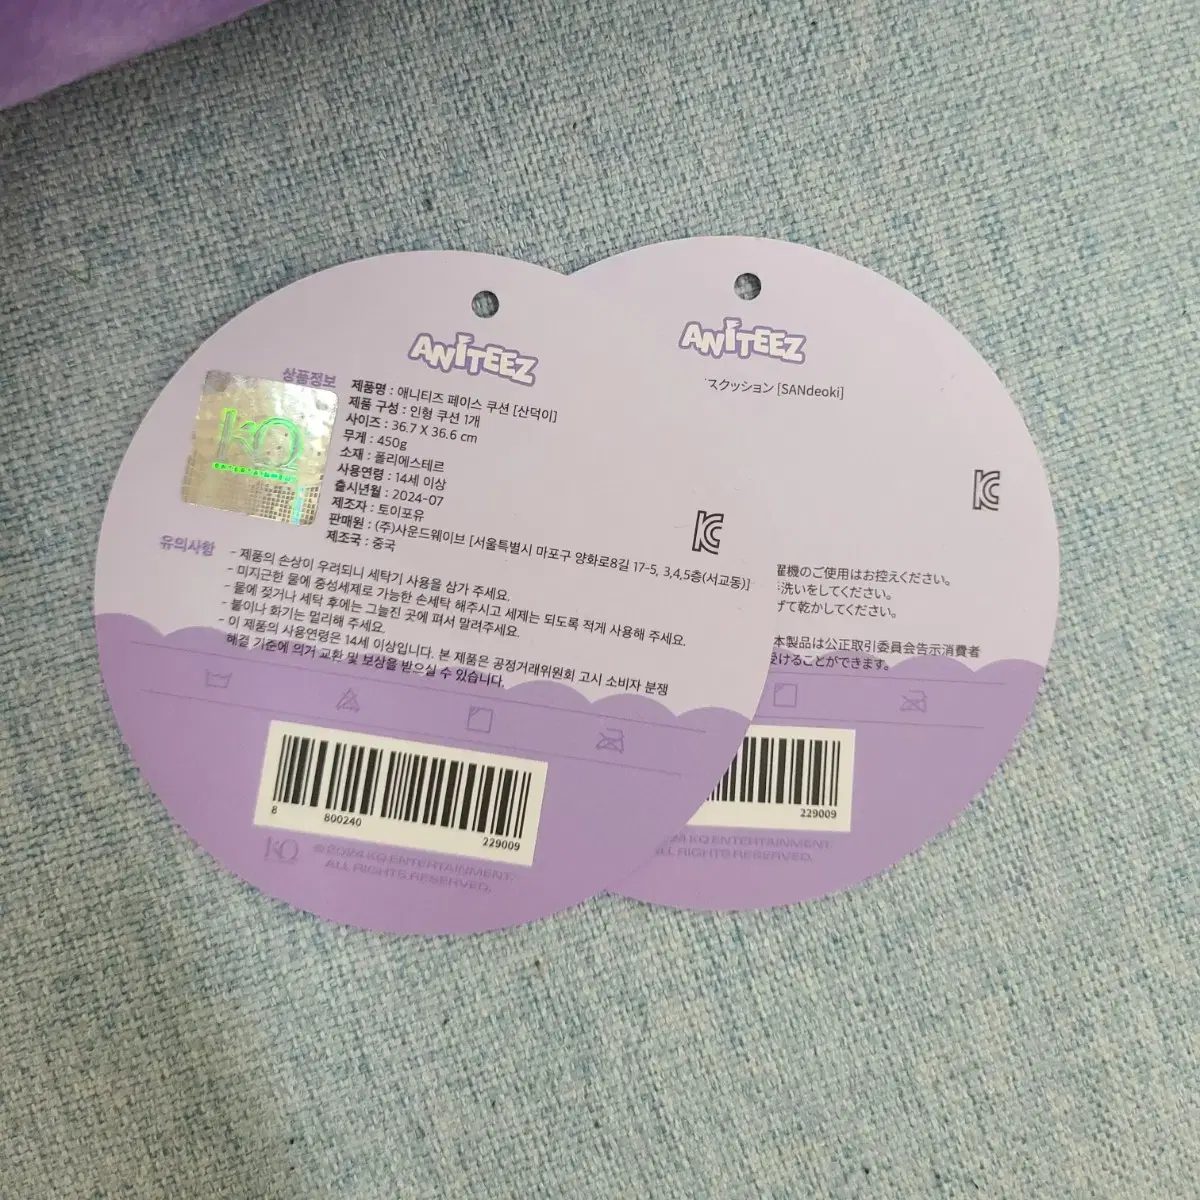 ANITEEZ
상품정보
KQ
ENTERTAINMENT
제품명 : 애니티즈 페이스 쿠션 [산덕이]
제품 구성 : 인형 쿠션 1개
사이즈 : 36.7 X 36.6 cm
무게 : 450g
소재 : 폴리에스테르
사용연령 : 14세 이상
출시년월 : 2024-07
제조자 : 토이포유
판매원 : (주)사운드웨이브 [서울특별시 마포구 양화로8길 17-5, 3,4,5층(서교동)]
제조국 : 중국
유의사항
- 제품의 손상이 우려되니 세탁기 사용을 삼가 주세요.
- 미지근한 물에 중성세제로 가능한 손세탁 해주시고 세제는 되도록 적게 사용해 주세요.
- 물에 젖거나 세탁 후에는 그늘진 곳에 펴서 말려주세요.
- 불이나 화기는 멀리해 주세요.
- 이 제품의 사용연령은 14세 이상입니다. 본 제품은 공정거래위원회 고시 소비자 분쟁
해결 기준에 의거 교환 및 보상을 받으실 수 있습니다.
8 800240 229009
KQ
©2024 KQ ENTERTAINMENT.
ALL RIGHTS RESERVED.
ANITEEZ
スクッション [SANdeoki]
濯機のご使用はお控えください。
手洗いをしてください。
げて乾かしてください。
本製品は公正取引委員会告示消費者
受けることができます。
229009
24 KQ ENTERTAINMENT.
ALL RIGHTS RESERVED.